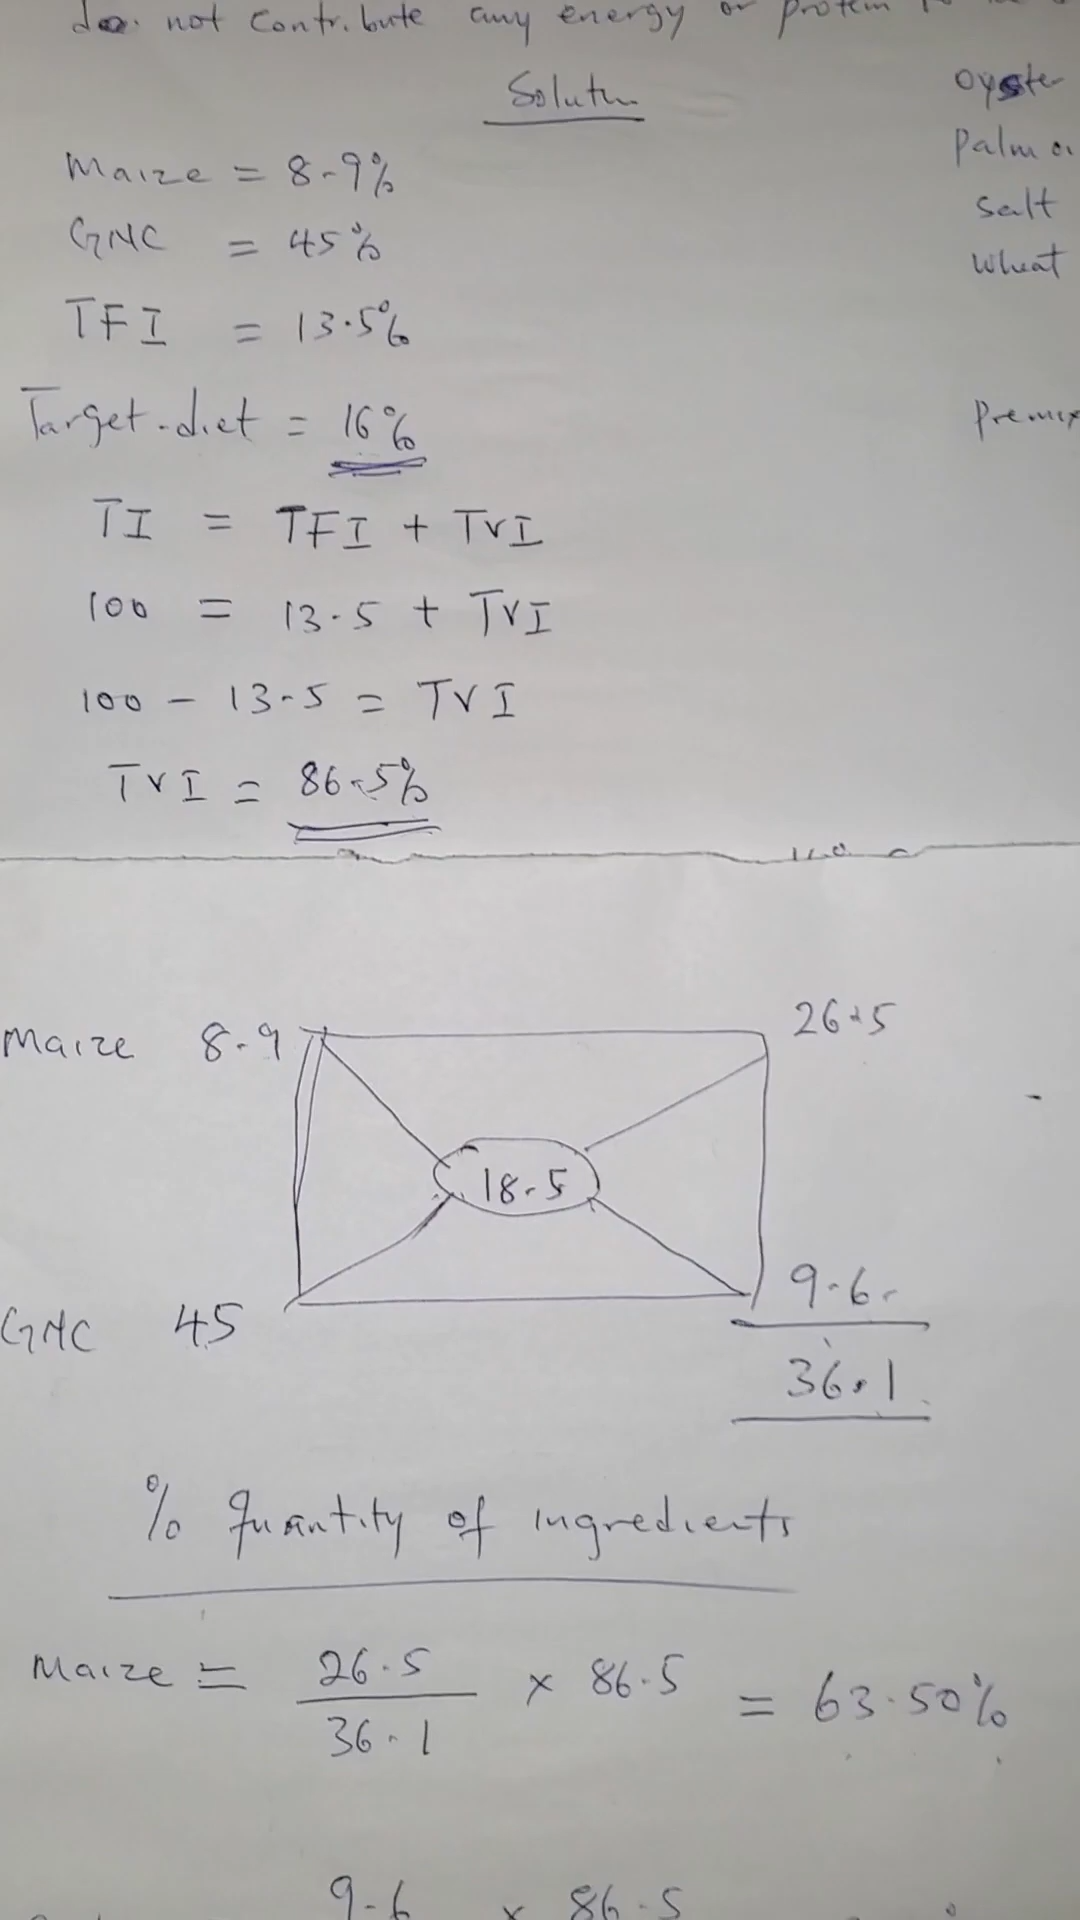 do not contribute any energy or protein
Solutn
oyster
Palm oi
Salt
Wheat
Premix
Maize = 8.9%
GNC = 45%
TFI = 13.5%
Target diet = 16%
TI = TFI + TVI
100 = 13.5 + TVI
100 - 13.5 = TVI
TVI = 86.5%
Maize 8.9
26.5
18.5
GNC 45
9.6
36.1
% Quantity of ingredients
Maize = 26.5/36.1 x 86.5 = 63.50%
9.6 x 86.5